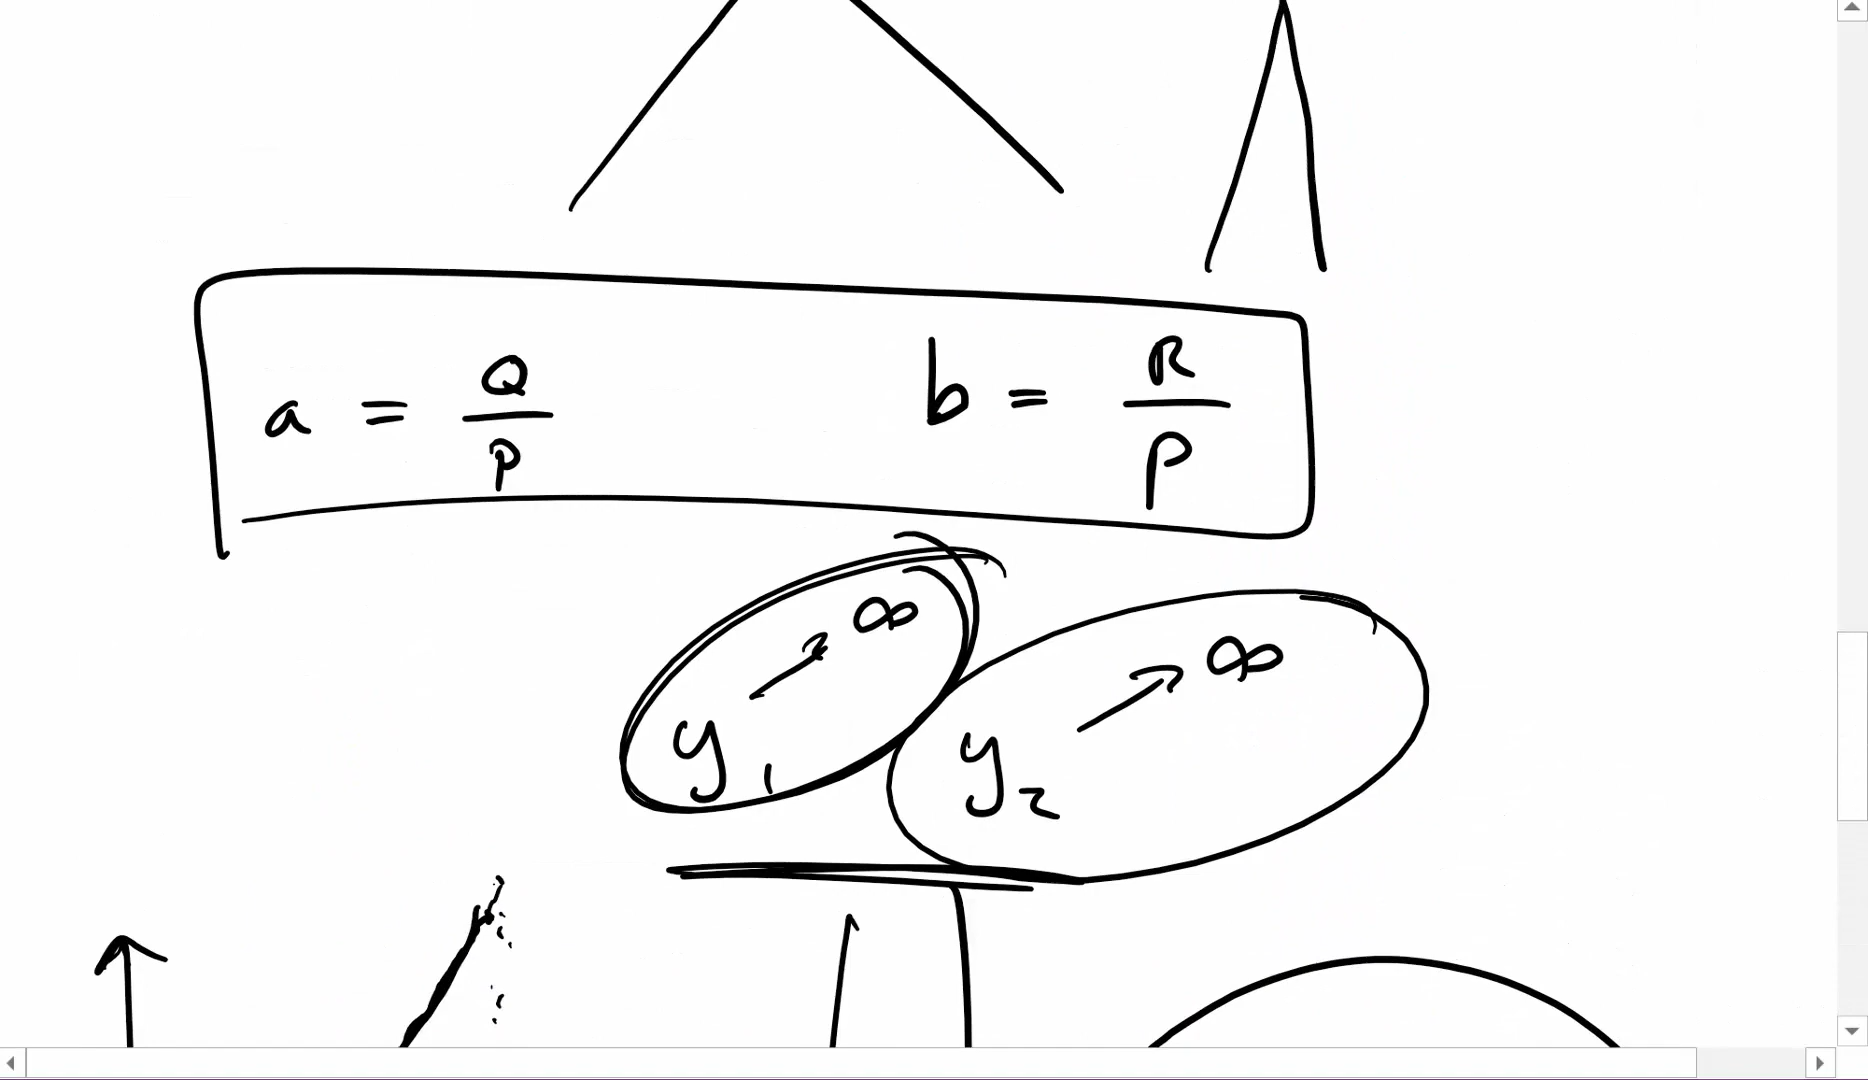 a = Q/P b = R/P
y₁ → ∞ y₂ → ∞